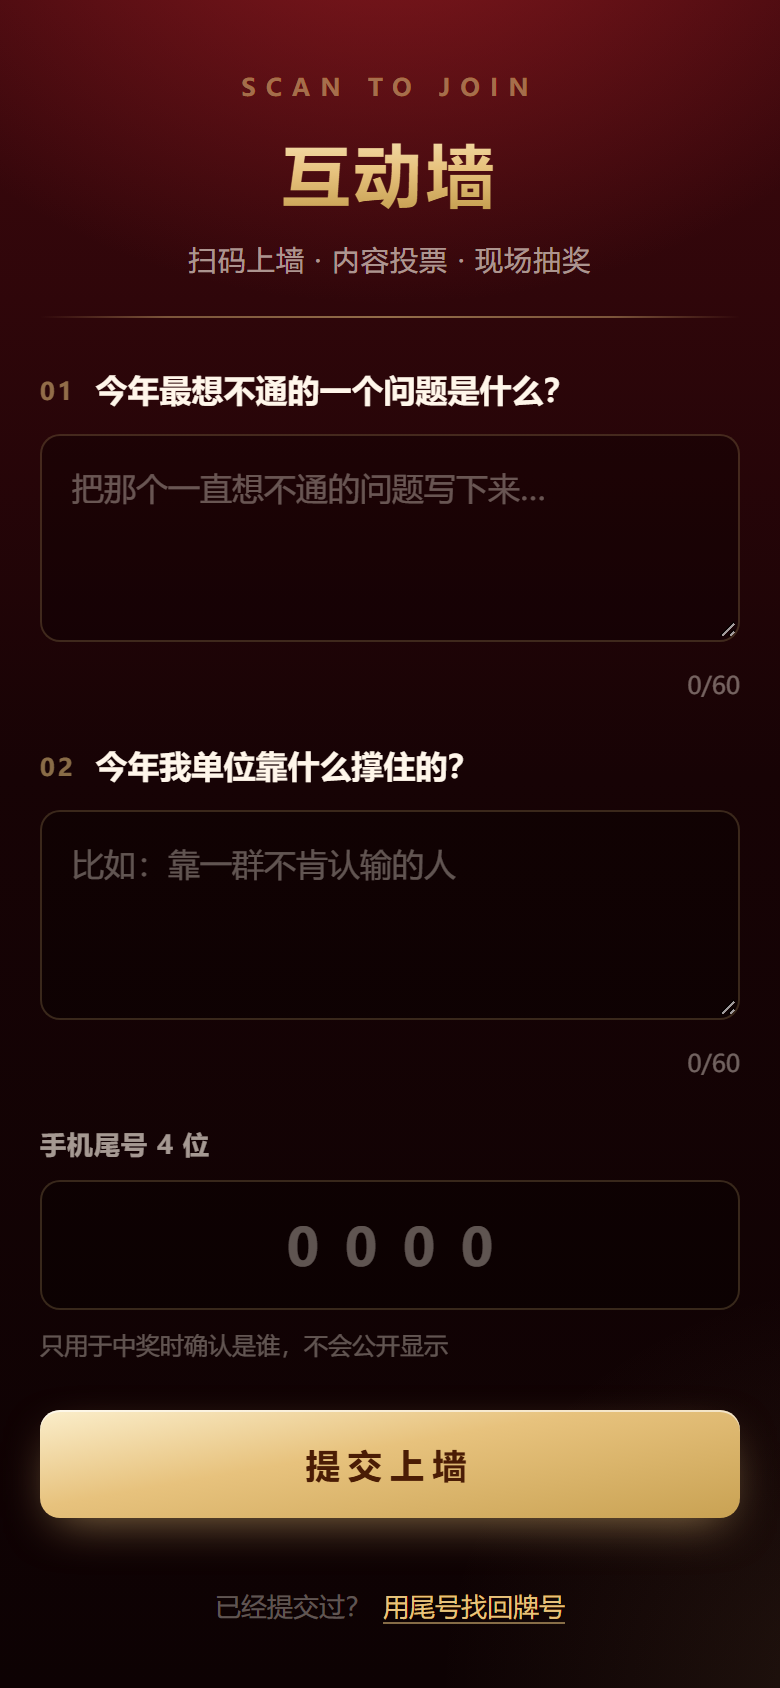 SCAN TO JOIN
互动墙
扫码上墙 · 内容投票 · 现场抽奖
01 今年最想不通的一个问题是什么？
把那个一直想不通的问题写下来...
0/60
02 今年我单位靠什么撑住的？
比如：靠一群不肯认输的人
0/60
手机尾号 4 位
0000
只用于中奖时确认是谁，不会公开显示
提交上墙
已经提交过？ 用尾号找回牌号